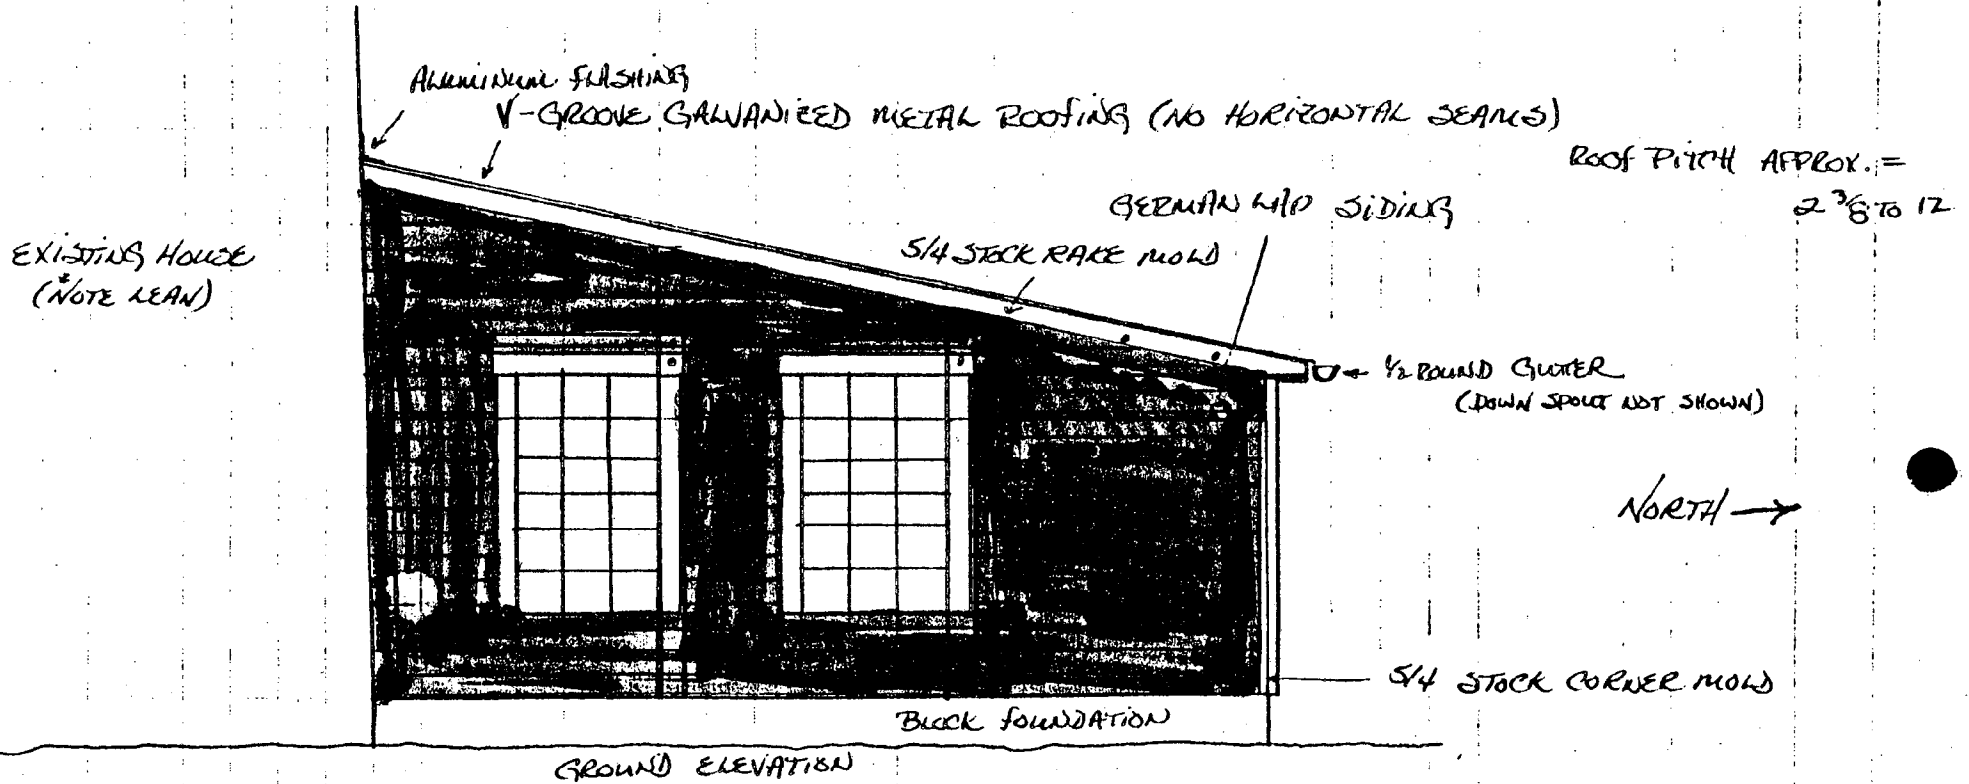 ALUMINUM FLASHING
V-GROOVE GALVANIZED METAL ROOFING (NO HORIZONTAL SEAMS)
ROOF PITCH APPROX. =
2 3/8 TO 12
GERMAN LAP SIDING
5/4 STOCK RAKE MOLD
EXISTING HOUSE
(*NOTE LEAN)
1/2 ROUND GUTTER
(DOWN SPOUT NOT SHOWN)
NORTH →
5/4 STOCK CORNER MOLD
BLOCK FOUNDATION
GROUND ELEVATION